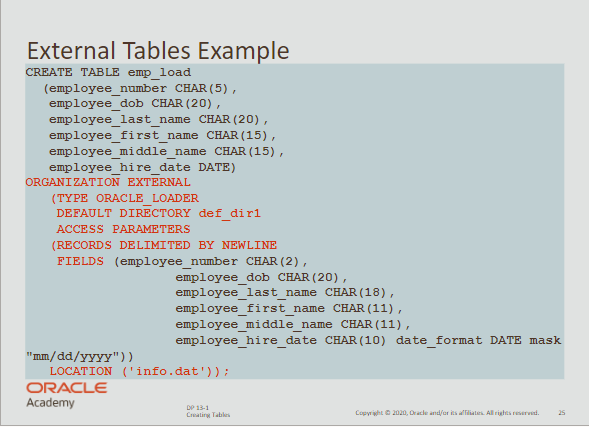 External Tables Example
CREATE TABLE emp_load
(employee_number CHAR(5),
employee_dob CHAR(20),
employee_last_name CHAR(20),
employee_first_name CHAR(15),
employee_middle_name CHAR(15),
employee_hire_date DATE)
ORGANIZATION EXTERNAL
(TYPE ORACLE_LOADER
DEFAULT DIRECTORY def_dir1
ACCESS PARAMETERS
(RECORDS DELIMITED BY NEWLINE
FIELDS (employee_number CHAR(2),
employee_dob CHAR(20),
employee_last_name CHAR(18),
employee_first_name CHAR(11),
employee_middle_name CHAR(11),
employee_hire_date CHAR(10) date_format DATE mask
"mm/dd/yyyy"))
LOCATION ('info.dat'));
ORACLE
Academy
DP 13-1
Creating Tables
Copyright © 2020, Oracle and/or its affiliates. All rights reserved.
25